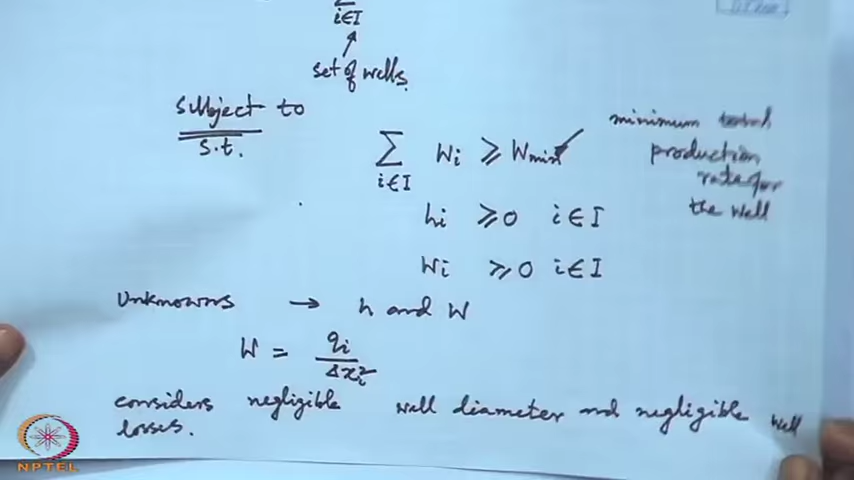 i∈I
set of wells.
subject to
s.t.
∑ Wi ≥ Wmin
i∈I
minimum total
production
rate for
the well
hi ≥ 0 i∈I
Wi ≥ 0 i∈I
Unknowns → h and W
W = qi / Δxi²
considers negligible well diameter and negligible well
losses.
NPTEL